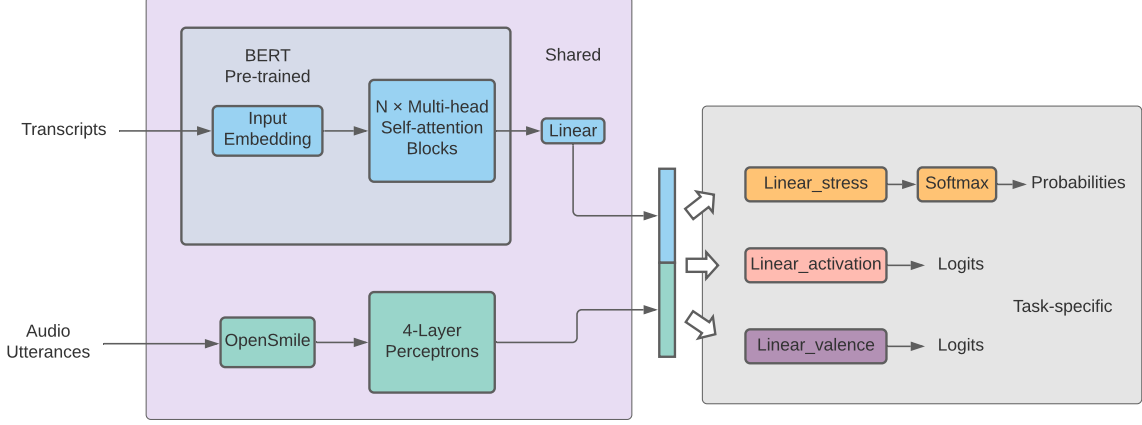 BERT
Pre-trained
Shared
Transcripts
Input
Embedding
N × Multi-head
Self-attention
Blocks
Linear
Linear_stress
Softmax
Probabilities
Linear_activation
Logits
Task-specific
Audio
Utterances
OpenSmile
4-Layer
Perceptrons
Linear_valence
Logits